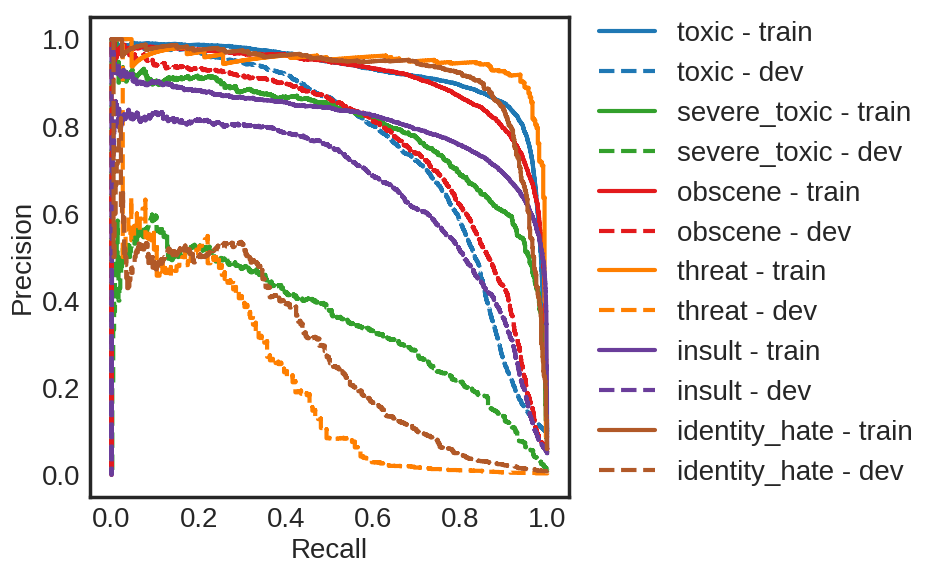 1.0
0.8
0.6
0.4
0.2
0.0
Precision
0.0 0.2 0.4 0.6 0.8 1.0
Recall
toxic - train
toxic - dev
severe_toxic - train
severe_toxic - dev
obscene - train
obscene - dev
threat - train
threat - dev
insult - train
insult - dev
identity_hate - train
identity_hate - dev